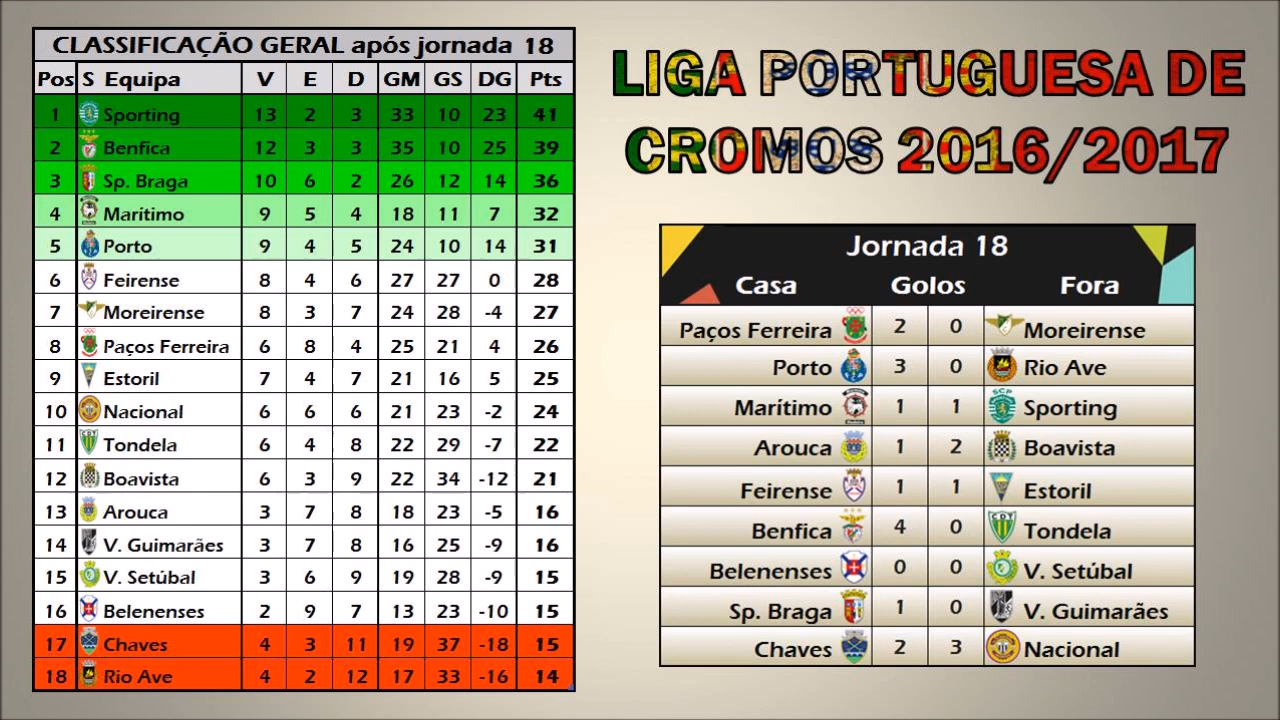 CLASSIFICAÇÃO GERAL após jornada 18
Pos S Equipa V E D GM GS DG Pts
1 Sporting 13 2 3 33 10 23 41
2 Benfica 12 3 3 35 10 25 39
3 Sp. Braga 10 6 2 26 12 14 36
4 Marítimo 9 5 4 18 11 7 32
5 Porto 9 4 5 24 10 14 31
6 Feirense 8 4 6 27 27 0 28
7 Moreirense 8 3 7 24 28 -4 27
8 Paços Ferreira 6 8 4 25 21 4 26
9 Estoril 7 4 7 21 16 5 25
10 Nacional 6 6 6 21 23 -2 24
11 Tondela 6 4 8 22 29 -7 22
12 Boavista 6 3 9 22 34 -12 21
13 Arouca 3 7 8 18 23 -5 16
14 V. Guimarães 3 7 8 16 25 -9 16
15 V. Setúbal 3 6 9 19 28 -9 15
16 Belenenses 2 9 7 13 23 -10 15
17 Chaves 4 3 11 19 37 -18 15
18 Rio Ave 4 2 12 17 33 -16 14
LIGA PORTUGUESA DE
CROMOS 2016/2017
Jornada 18
Casa Golos Fora
Paços Ferreira 2 0 Moreirense
Porto 3 0 Rio Ave
Marítimo 1 1 SCP Sporting
Arouca 1 2 Boavista
Feirense 1 1 Estoril
Benfica 4 0 CDT Tondela
Belenenses 0 0 V. Setúbal
Sp. Braga 1 0 V. Guimarães
Chaves 2 3 Nacional